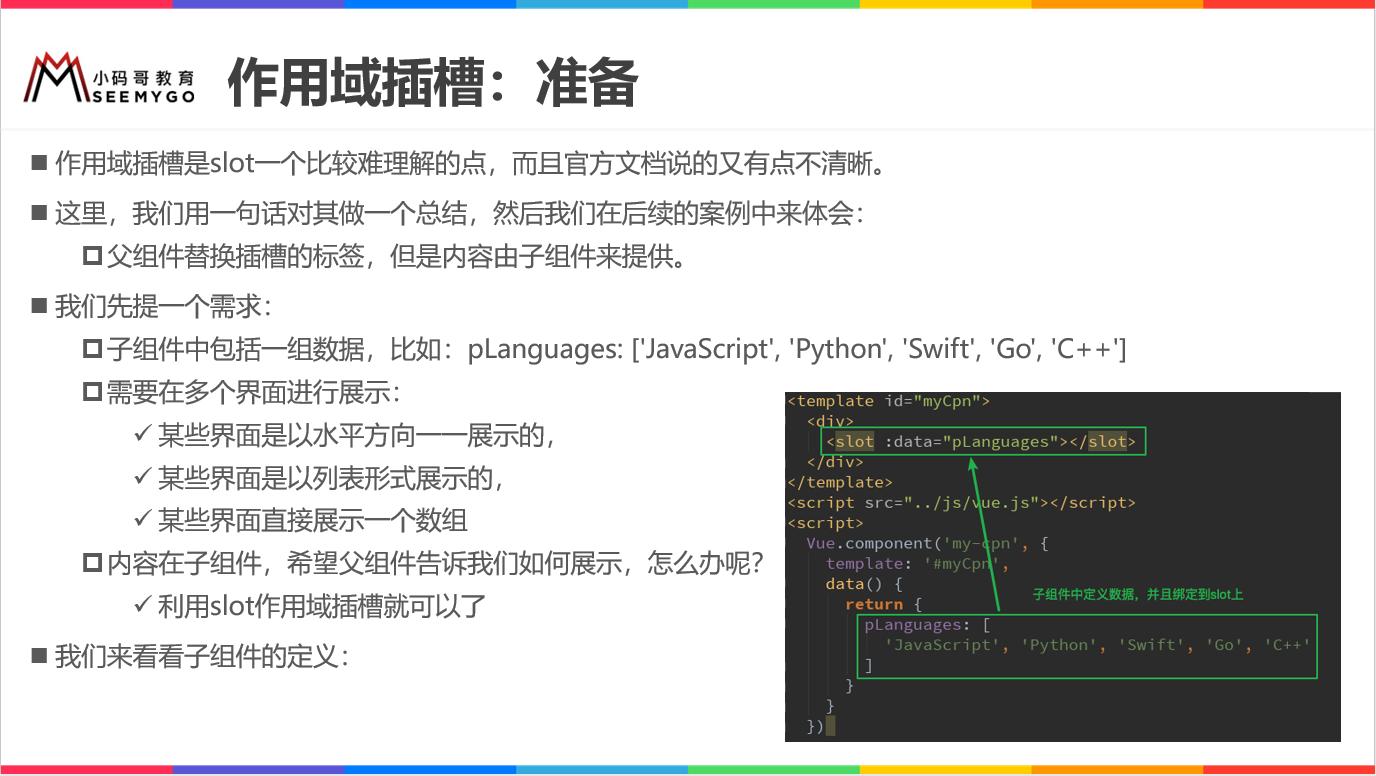 小码哥教育
SEEMYGO
作用域插槽：准备
作用域插槽是slot一个比较难理解的点，而且官方文档说的又有点不清晰。
这里，我们用一句话对其做一个总结，然后我们在后续的案例中来体会：
父组件替换插槽的标签，但是内容由子组件来提供。
我们先提一个需求：
子组件中包括一组数据，比如：pLanguages: ['JavaScript', 'Python', 'Swift', 'Go', 'C++']
需要在多个界面进行展示：
某些界面是以水平方向一一展示的，
某些界面是以列表形式展示的，
某些界面直接展示一个数组
内容在子组件，希望父组件告诉我们如何展示，怎么办呢？
利用slot作用域插槽就可以了
我们来看看子组件的定义：
<template id="myCpn">
<div>
<slot :data="pLanguages"></slot>
</div>
</template>
<script src="../js/vue.js"></script>
<script>
Vue.component('my-cpn', {
template: '#myCpn',
data() {
return {
子组件中定义数据，并且绑定到slot上
pLanguages: [
'JavaScript', 'Python', 'Swift', 'Go', 'C++'
]
}
}
})